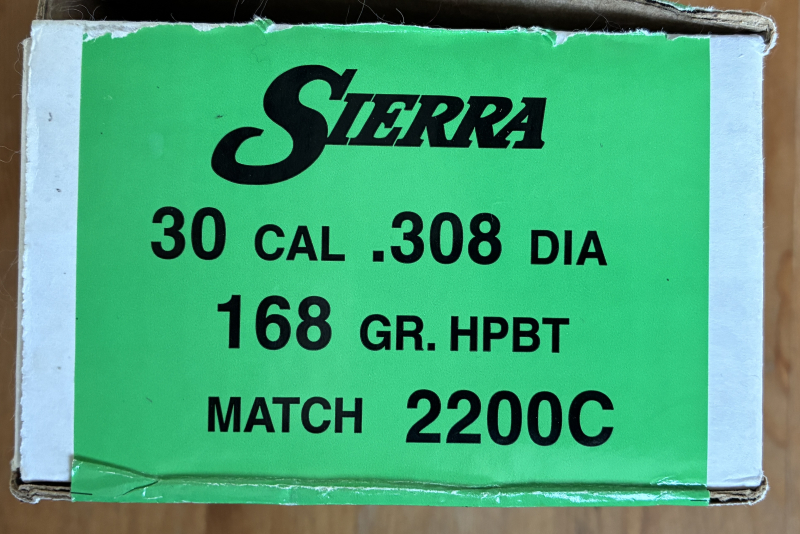 SIERRA
30 CAL .308 DIA
168 GR. HPBT
MATCH 2200C